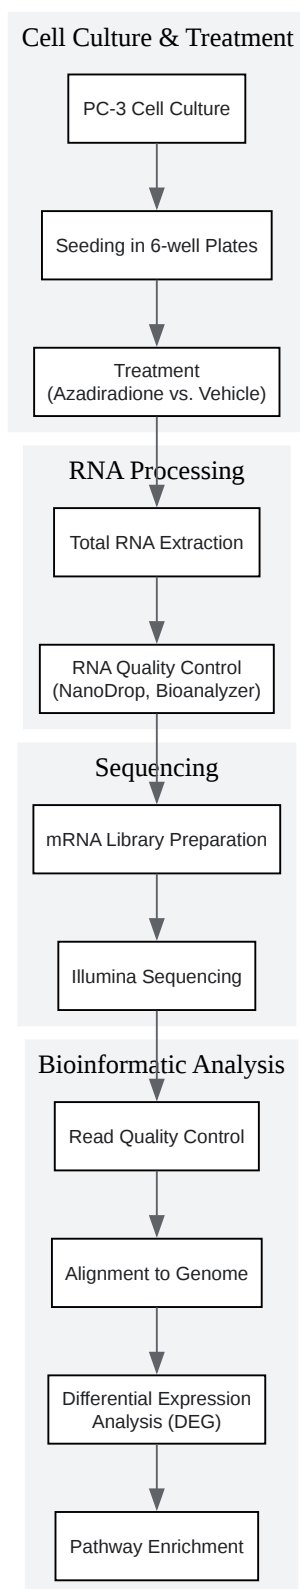 Cell Culture & Treatment
PC-3 Cell Culture
Seeding in 6-well Plates
Treatment
(Azadiradione vs. Vehicle)
RNA Processing
Total RNA Extraction
RNA Quality Control
(NanoDrop, Bioanalyzer)
Sequencing
mRNA Library Preparation
Illumina Sequencing
Bioinformatic Analysis
Read Quality Control
Alignment to Genome
Differential Expression
Analysis (DEG)
Pathway Enrichment